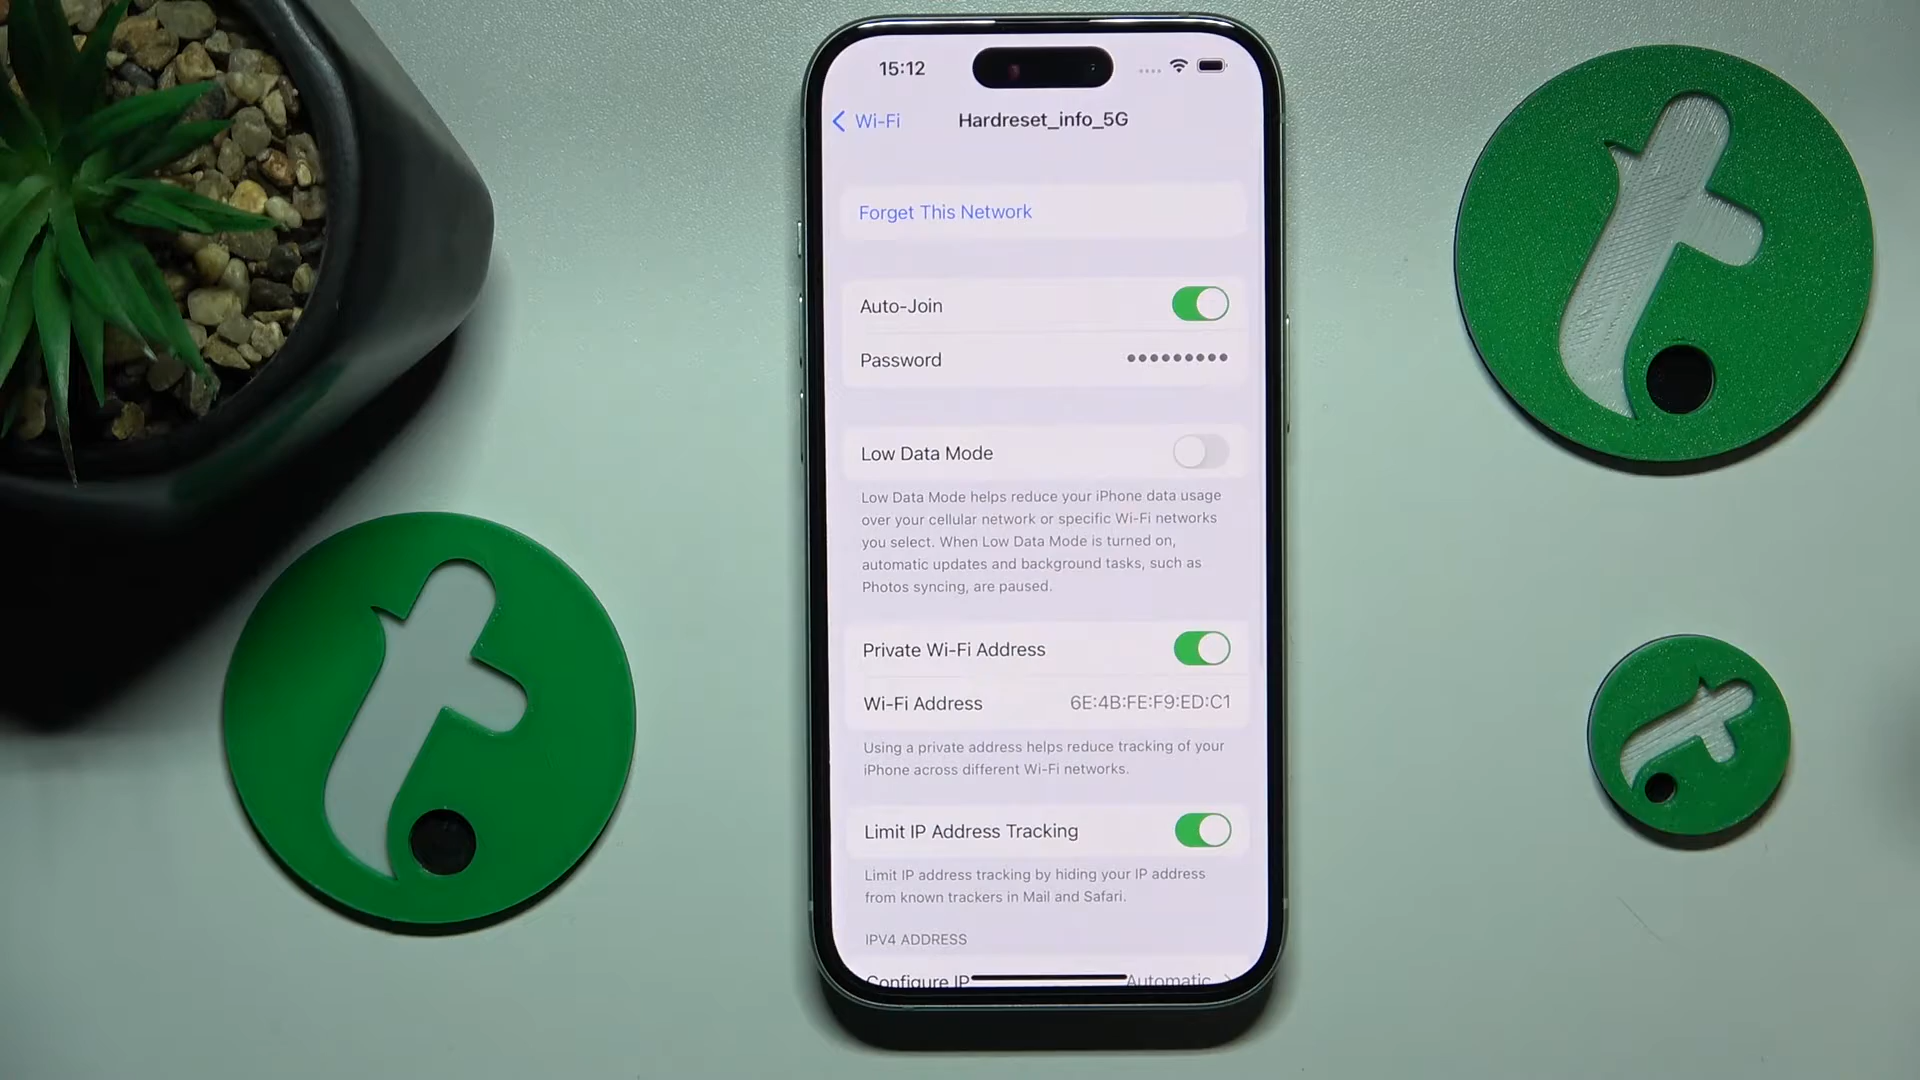 15:12
Wi-Fi
Hardreset_info_5G
Forget This Network
Auto-Join
Password •••••••••
Low Data Mode
Low Data Mode helps reduce your iPhone data usage
over your cellular network or specific Wi-Fi networks
you select. When Low Data Mode is turned on,
automatic updates and background tasks, such as
Photos syncing, are paused.
Private Wi-Fi Address
Wi-Fi Address 6E:4B:FE:F9:ED:C1
Using a private address helps reduce tracking of your
iPhone across different Wi-Fi networks.
Limit IP Address Tracking
Limit IP address tracking by hiding your IP address
from known trackers in Mail and Safari.
IPV4 ADDRESS
Configure IP Automatic